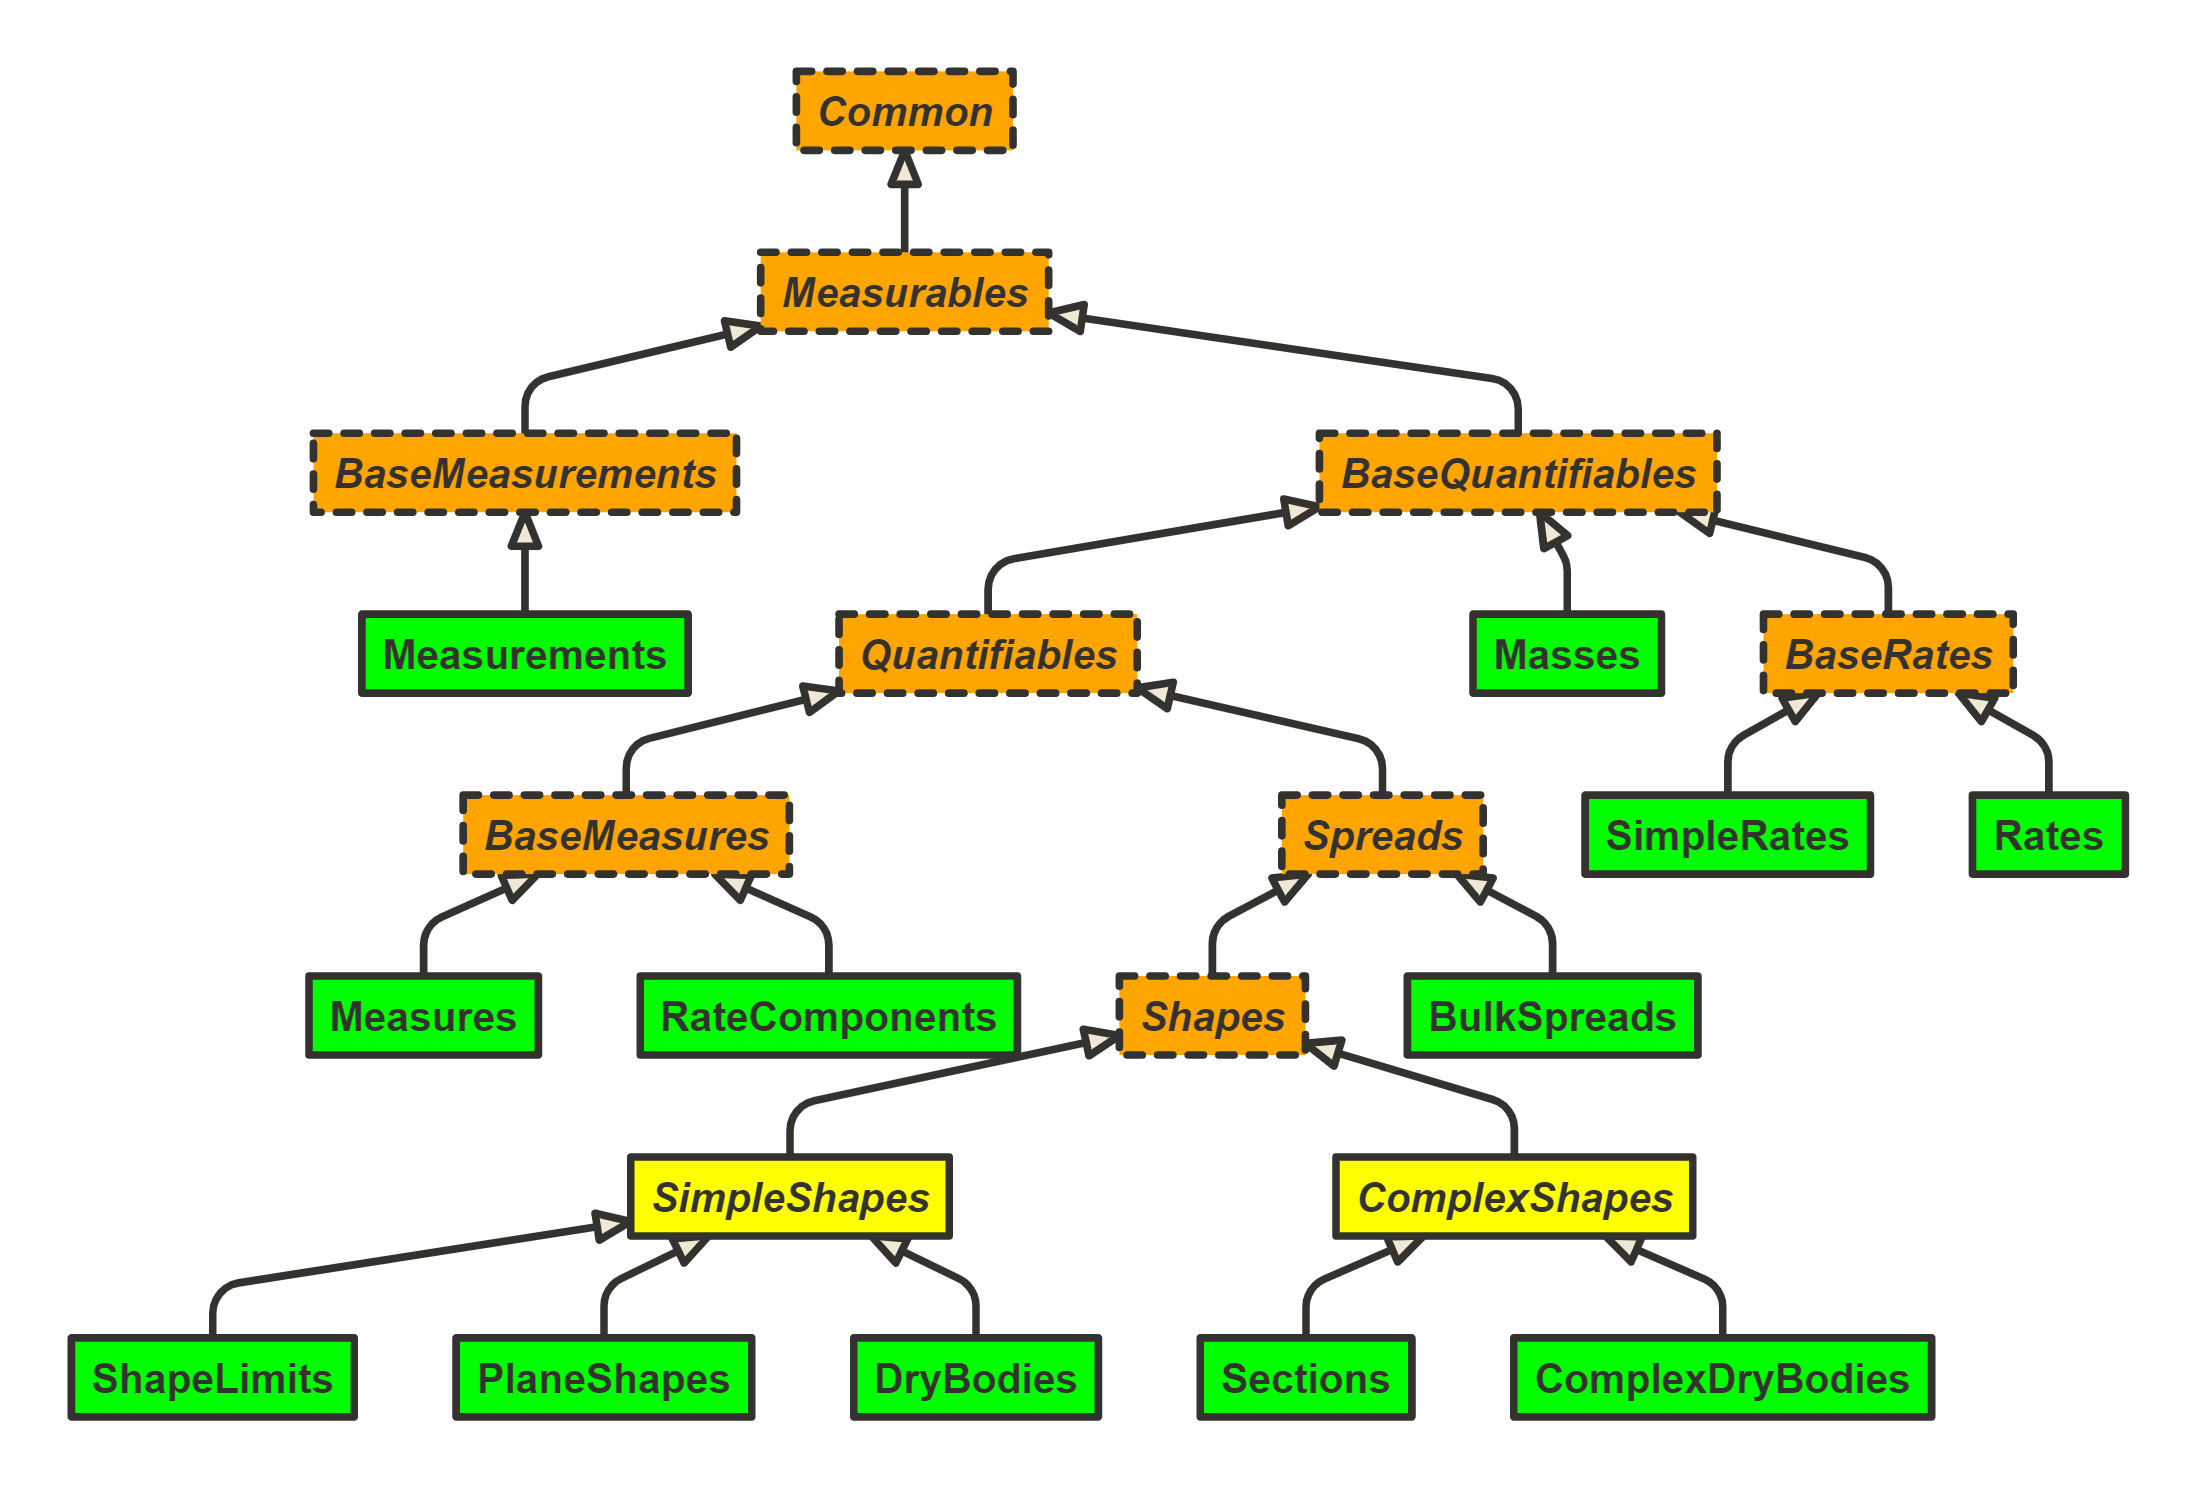 Common
Measurables
BaseMeasurements
BaseQuantifiables
Measurements
Quantifiables
Masses
BaseRates
BaseMeasures
Spreads
SimpleRates
Rates
Measures
RateComponents
Shapes
BulkSpreads
SimpleShapes
ComplexShapes
ShapeLimits
PlaneShapes
DryBodies
Sections
ComplexDryBodies